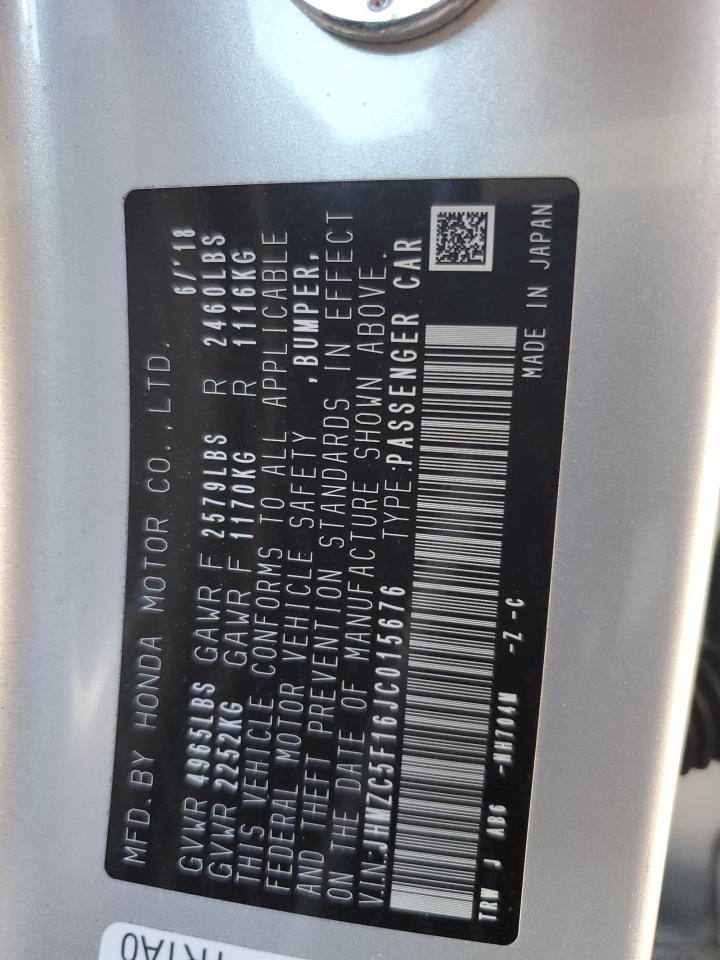 MFD. BY HONDA MOTOR CO., LTD. 6/'18
GVWR 4965LBS GAWR F 2579LBS R 2460LBS
GVWR 2252KG GAWR F 1170KG R 1116KG
THIS VEHICLE CONFORMS TO ALL APPLICABLE
FEDERAL MOTOR VEHICLE SAFETY ,BUMPER,
AND THEFT PREVENTION STANDARDS IN EFFECT
ON THE DATE OF MANUFACTURE SHOWN ABOVE.
V.I.N:JHMZC5F16JC015676 TYPE:PASSENGER CAR
TRW J AB6 -NH704M -Z-C
MADE IN JAPAN